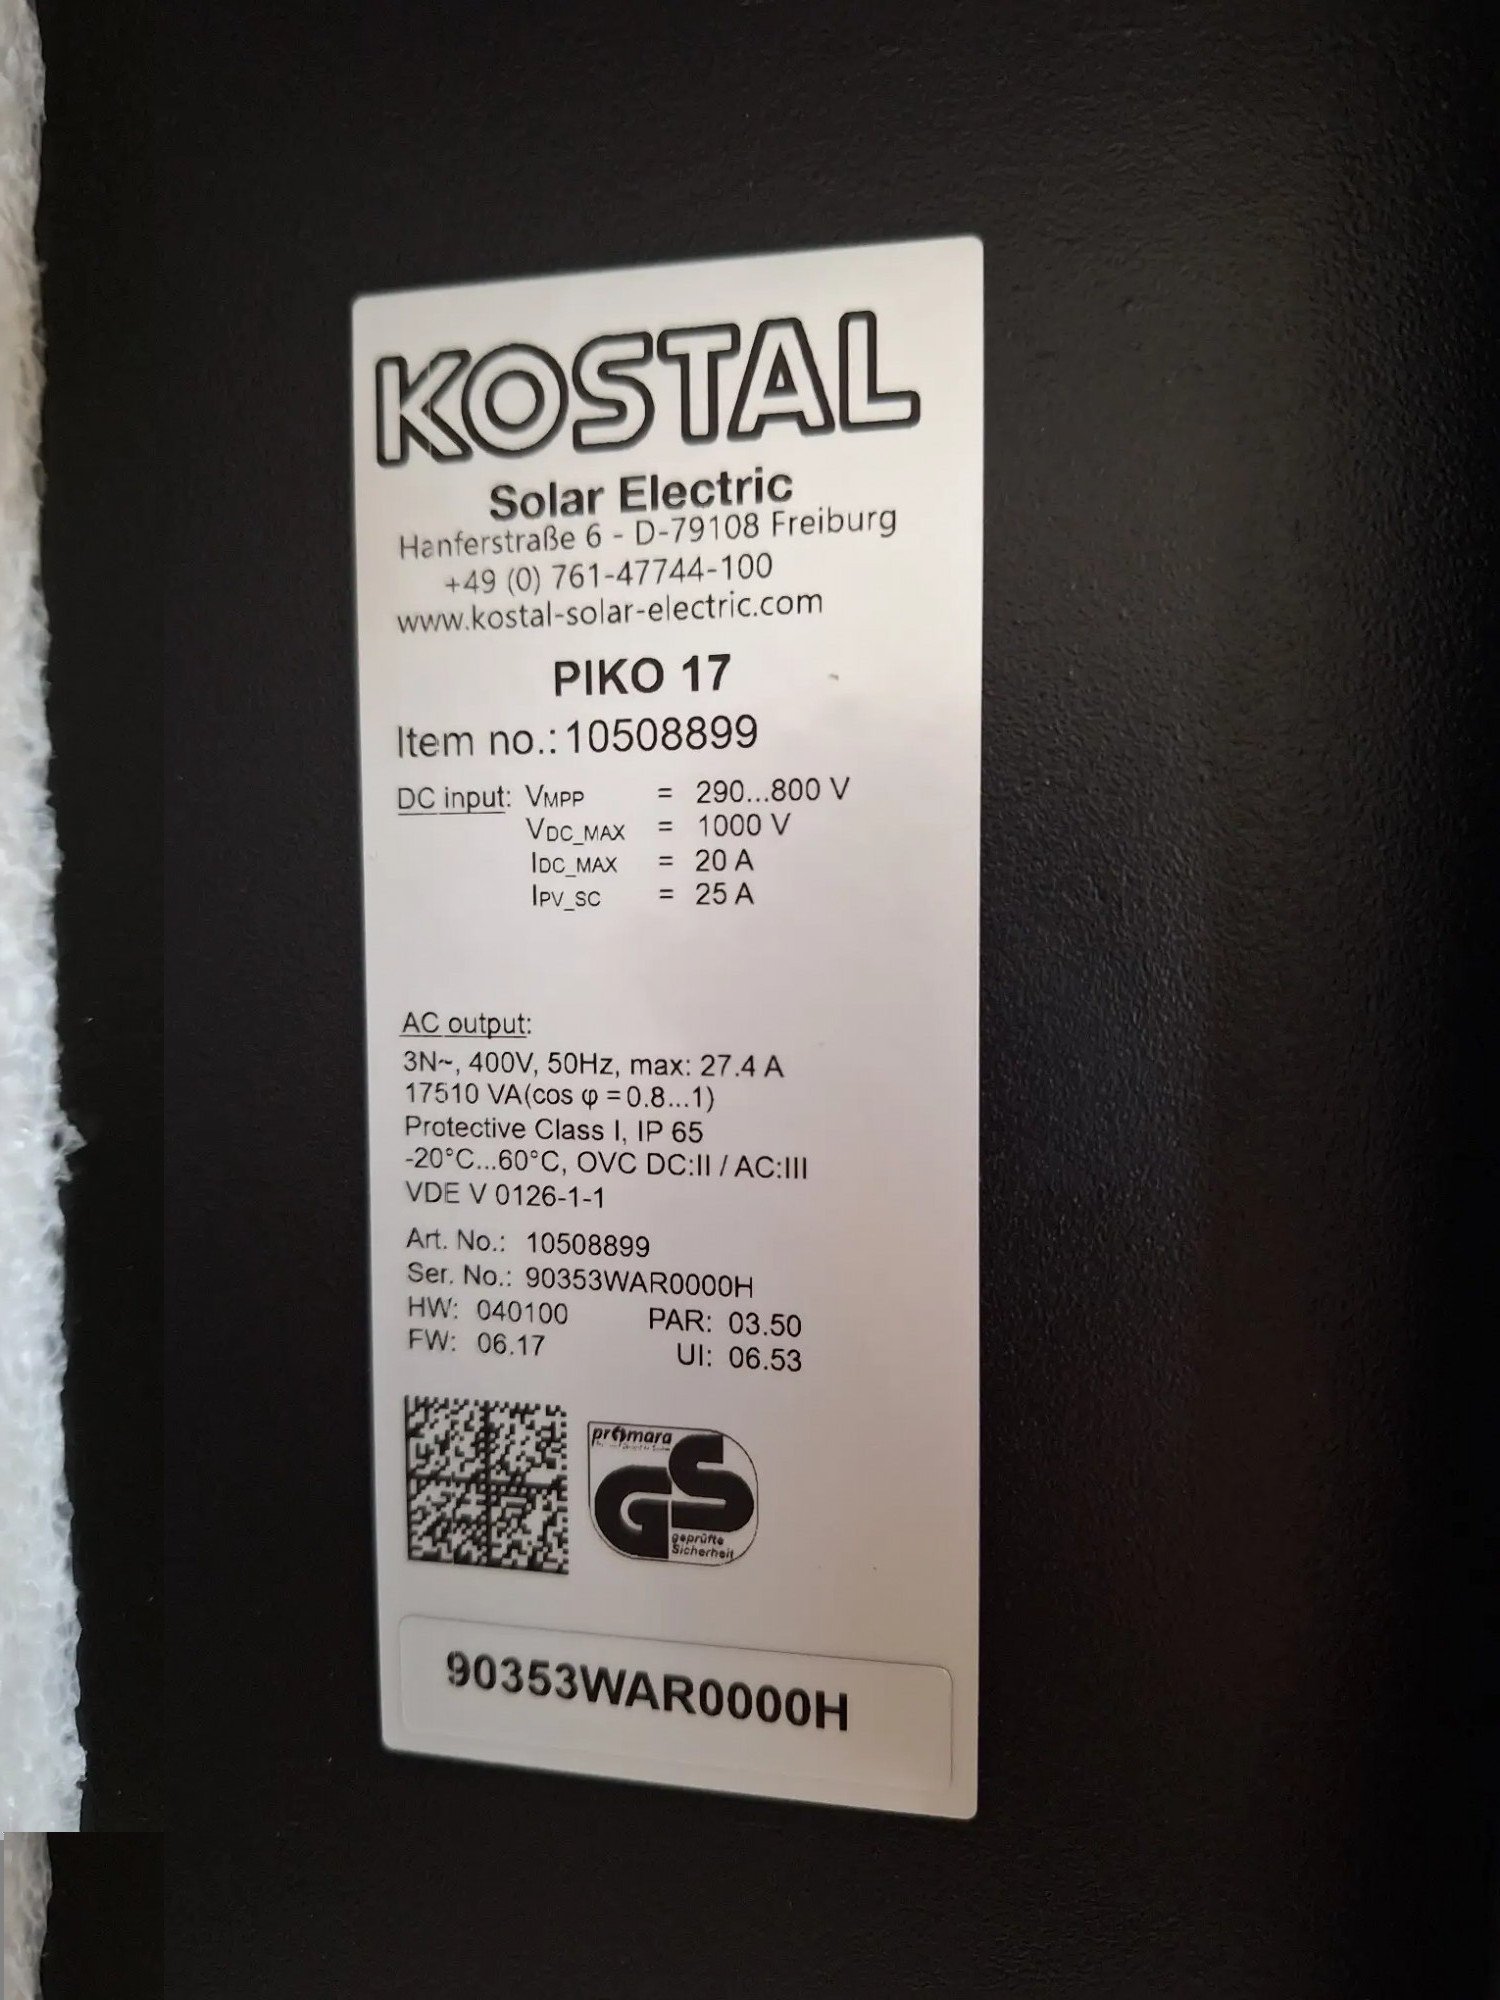 KOSTAL
Solar Electric
Hanferstraße 6 - D-79108 Freiburg
+49 (0) 761-47744-100
www.kostal-solar-electric.com
PIKO 17
Item no.: 10508899
DC input: VMPP = 290...800 V
VDC_MAX = 1000 V
IDC_MAX = 20 A
IPV_SC = 25 A
AC output:
3N~, 400V, 50Hz, max: 27.4 A
17510 VA(cos φ =0.8...1)
Protective Class I, IP 65
-20°C...60°C, OVC DC:II / AC:III
VDE V 0126-1-1
Art. No.: 10508899
Ser. No.: 90353WAR0000H
HW: 040100 PAR: 03.50
FW: 06.17 UI: 06.53
primara
GS
geprüfte
Sicherheit
90353WAR0000H